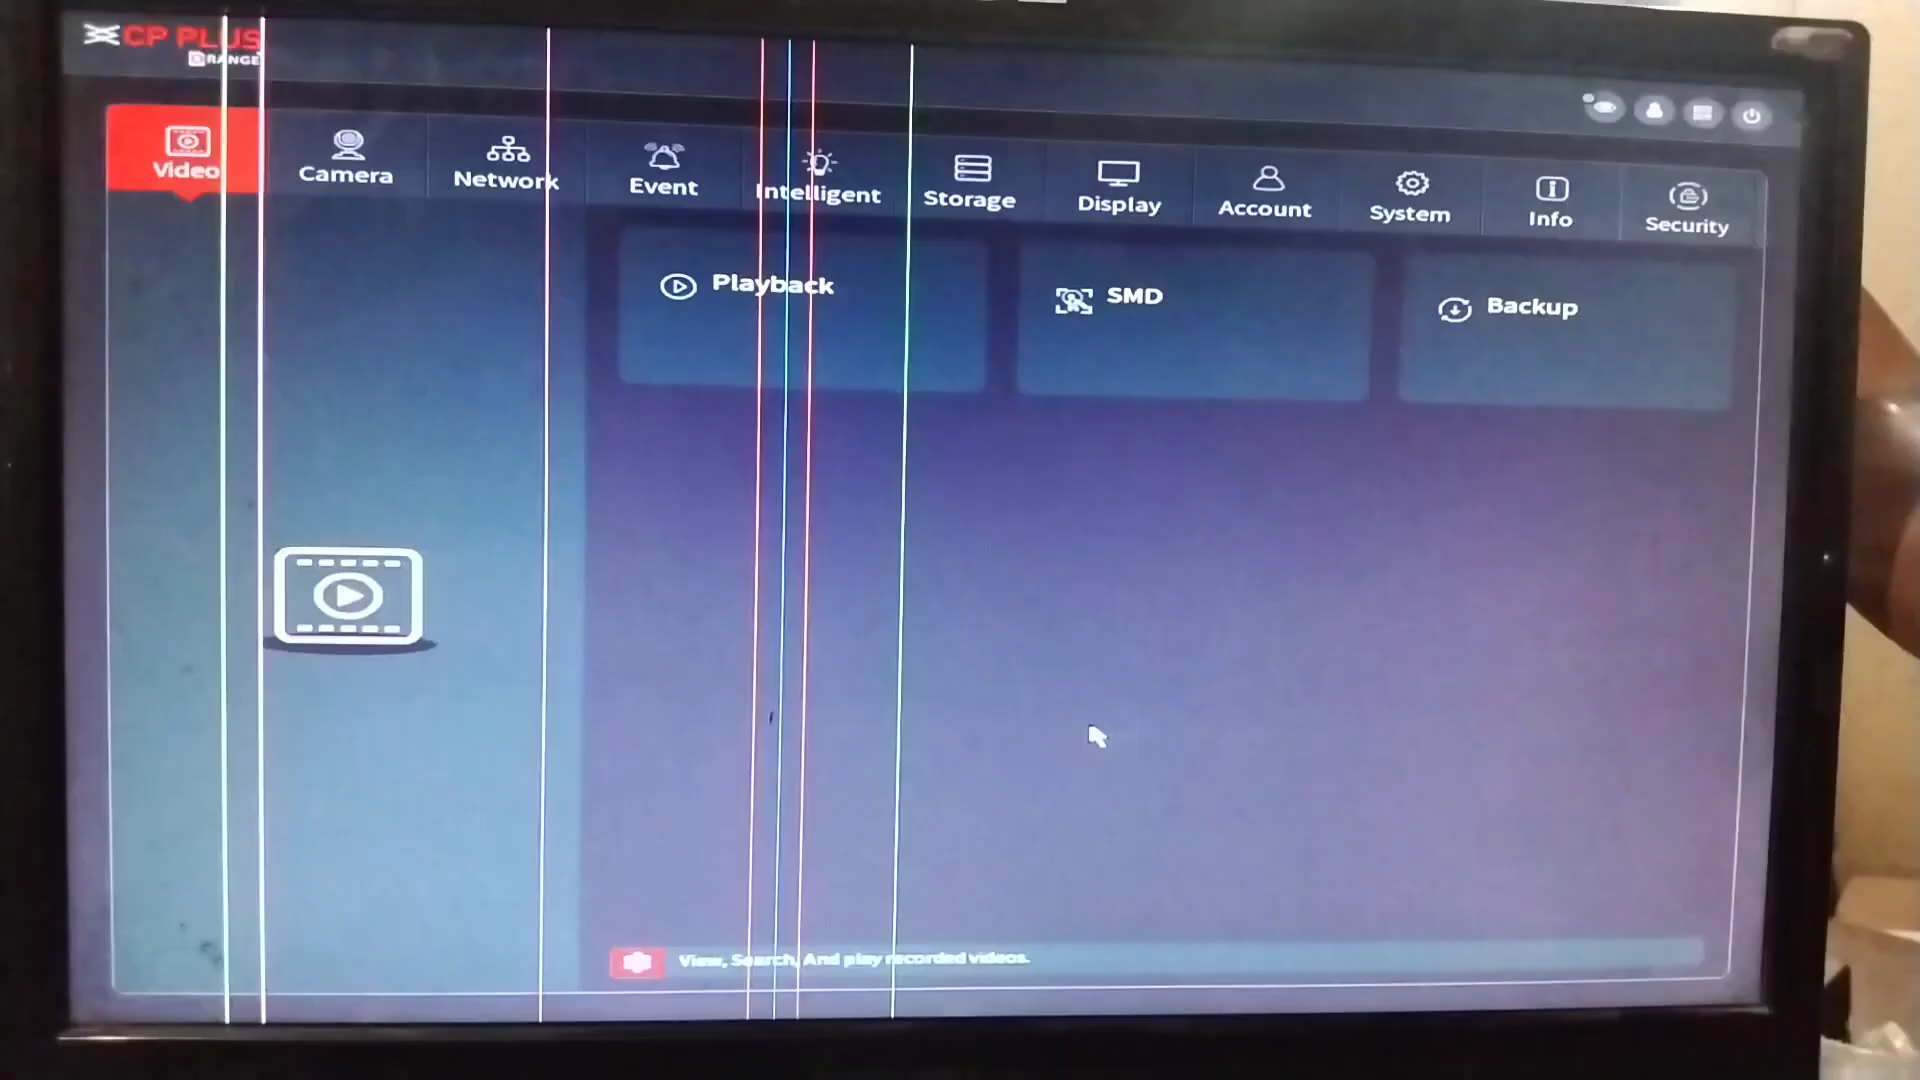 CP PLUS
ORANGE
Video
Camera
Network
Event
Intelligent
Storage
Display
Account
System
Info
Security
Playback
SMD
Backup
View, Search, And play recorded videos.